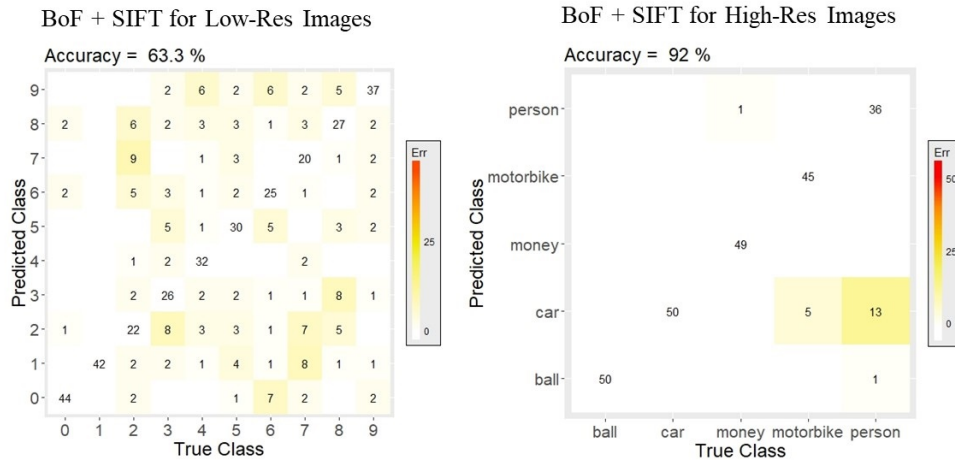 BoF + SIFT for Low-Res Images
Accuracy = 63.3 %
Predicted Class
9 2 6 2 6 2 5 37
8 2 6 2 3 3 1 3 27 2
7 9 1 3 20 1 2
6 2 5 3 1 2 25 1 2
5 5 1 30 5 3 2
4 1 2 32 2
3 2 26 2 2 1 1 8 1
2 1 22 8 3 3 1 7 5
1 42 2 2 1 4 1 8 1 1
0 44 2 1 7 2 2
0 1 2 3 4 5 6 7 8 9
True Class
Err
25
0
BoF + SIFT for High-Res Images
Accuracy = 92 %
Predicted Class
person 1 36
motorbike 45
money 49
car 50 5 13
ball 50 1
ball car money motorbike person
True Class
Err
50
25
0